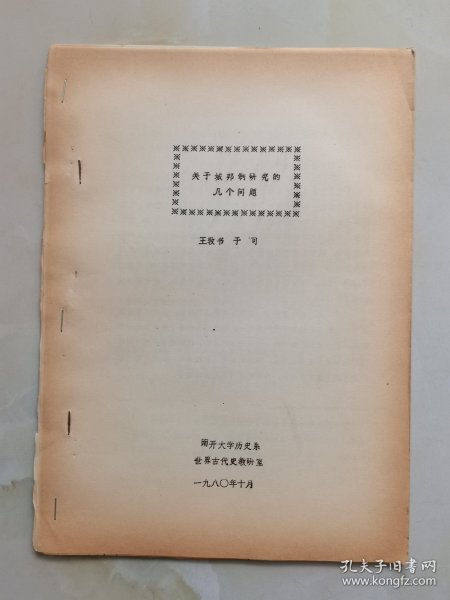 关于城邦制研究的
几个问题
王敦书 于可
南开大学历史系
世界古代史教研室
一九八〇年十月
孔夫子旧书网
www.kongfz.com